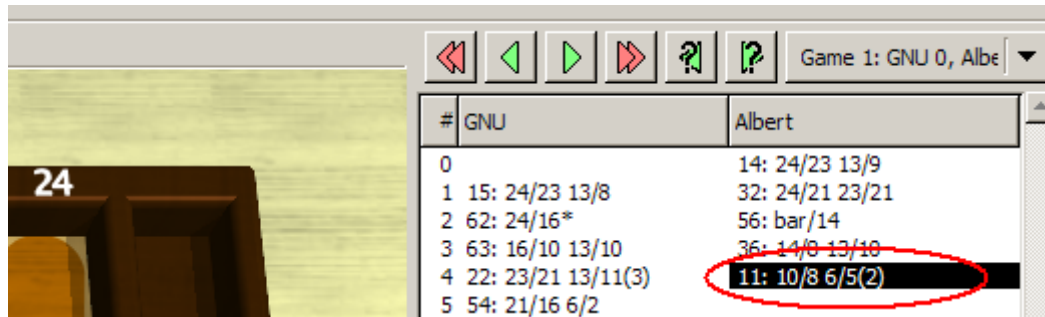 Game 1: GNU 0, Albe
# GNU Albert
24
0 14: 24/23 13/9
1 15: 24/23 13/8 32: 24/21 23/21
2 62: 24/16* 56: bar/14
3 63: 16/10 13/10 36: 14/8 13/10
4 22: 23/21 13/11(3) 11: 10/8 6/5(2)
5 54: 21/16 6/2